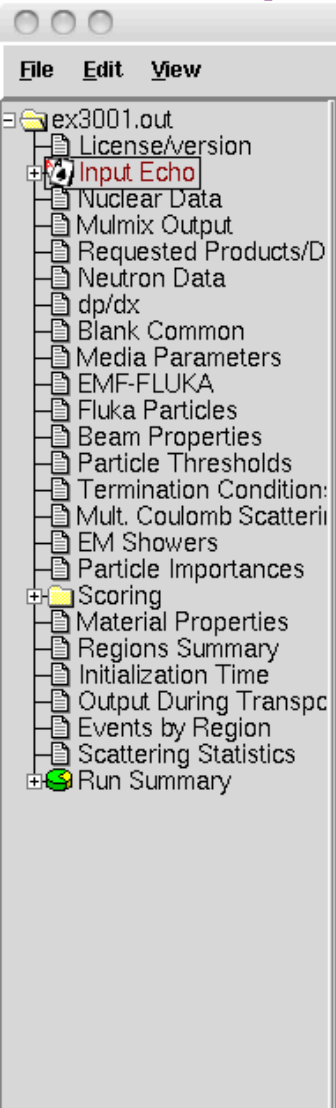 File Edit View
ex3001.out
License/version
Input Echo
Nuclear Data
Mulmix Output
Requested Products/D
Neutron Data
dp/dx
Blank Common
Media Parameters
EMF-FLUKA
Fluka Particles
Beam Properties
Particle Thresholds
Termination Condition:
Mult. Coulomb Scatterii
EM Showers
Particle Importances
Scoring
Material Properties
Regions Summary
Initialization Time
Output During Transpo
Events by Region
Scattering Statistics
Run Summary